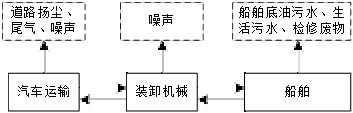 道路扬尘、
尾气、噪声
噪声
船舶底油污水、生
活污水、检修废物
汽车运输
装卸机械
船舶